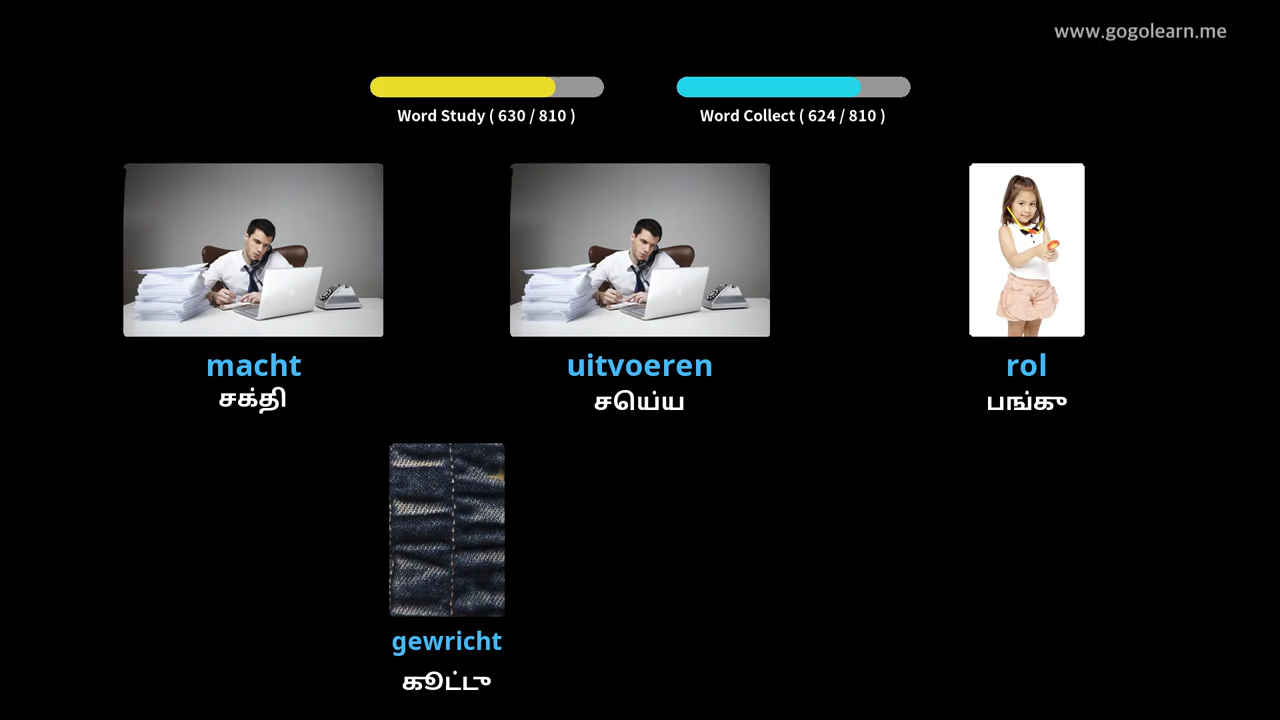 www.gogolearn.me
Word Study ( 630 / 810 )
Word Collect ( 624 / 810 )
macht
uitvoeren
rol
சக்தி
செய்ய
பங்கு
gewricht
கூட்டு